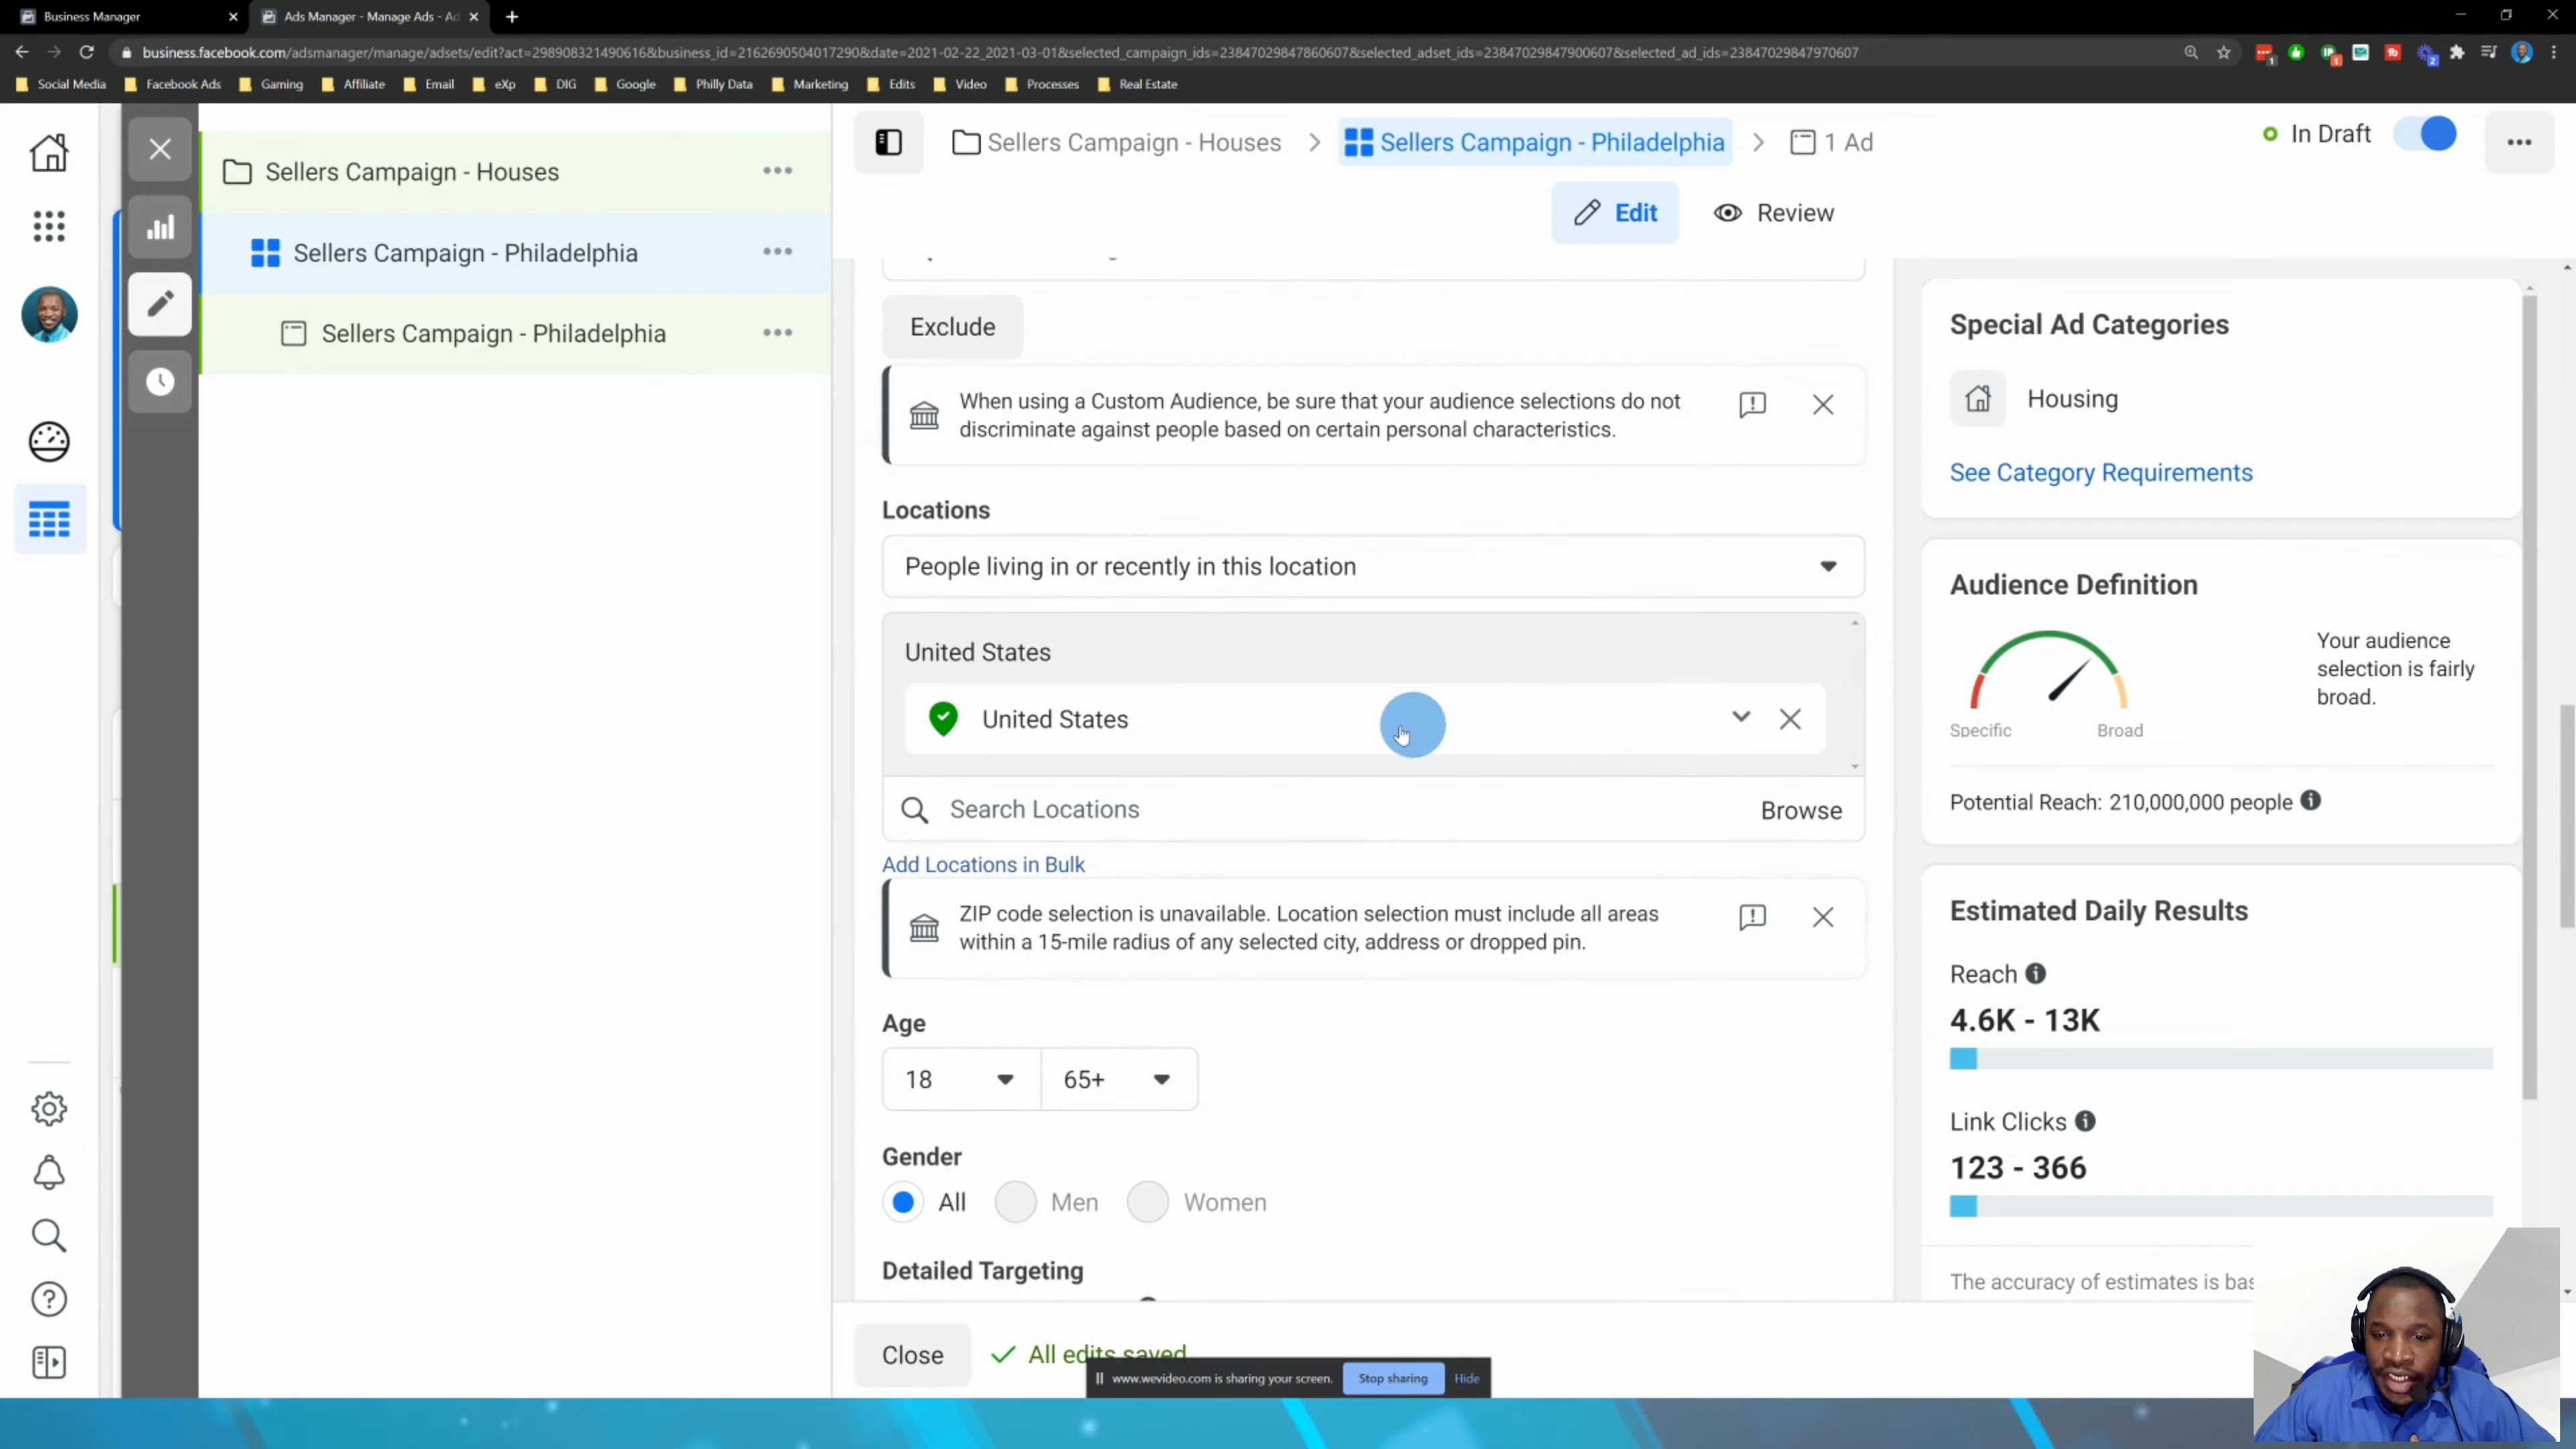 Business Manager
Ads Manager - Manage Ads - Ad
business.facebook.com/adsmanager/manage/adsets/edit?act=298908321490616&business_id=2162690504017290&date=2021-02-22_2021-03-01&selected_campaign_ids=23847029847860607&selected_adset_ids=23847029847900607&selected_ad_ids=23847029847970607
Social Media
Facebook Ads
Gaming
Affiliate
Email
eXp
DIG
Google
Philly Data
Marketing
Edits
Video
Processes
Real Estate
Sellers Campaign - Houses
Sellers Campaign - Philadelphia
Sellers Campaign - Philadelphia
Sellers Campaign - Houses
Sellers Campaign - Philadelphia
1 Ad
In Draft
Edit
Review
Exclude
When using a Custom Audience, be sure that your audience selections do not
discriminate against people based on certain personal characteristics.
Locations
People living in or recently in this location
United States
United States
Search Locations
Browse
Add Locations in Bulk
ZIP code selection is unavailable. Location selection must include all areas
within a 15-mile radius of any selected city, address or dropped pin.
Age
18
65+
Gender
All
Men
Women
Detailed Targeting
Close
All edits saved
www.wevideo.com is sharing your screen.
Stop sharing
Hide
Special Ad Categories
Housing
See Category Requirements
Audience Definition
Specific
Broad
Your audience
selection is fairly
broad.
Potential Reach: 210,000,000 people
Estimated Daily Results
Reach
4.6K - 13K
Link Clicks
123 - 366
The accuracy of estimates is bas